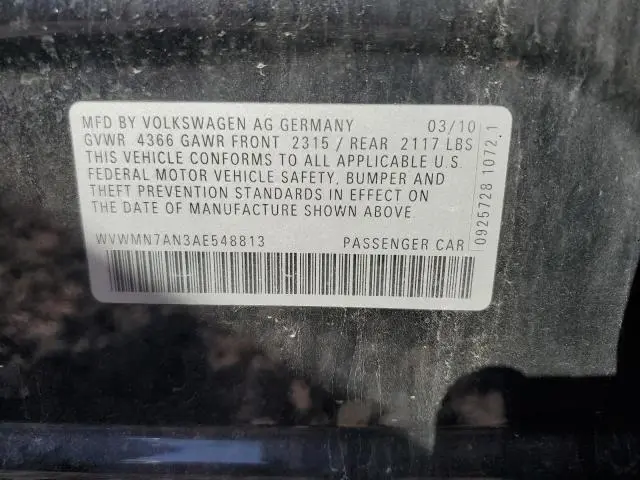 MFD BY VOLKSWAGEN AG GERMANY 03/10
GVWR 4366 GAWR FRONT 2315 / REAR 2117 LBS
THIS VEHICLE CONFORMS TO ALL APPLICABLE U.S.
FEDERAL MOTOR VEHICLE SAFETY, BUMPER AND
THEFT PREVENTION STANDARDS IN EFFECT ON
THE DATE OF MANUFACTURE SHOWN ABOVE.
WVWMN7AN3AE548813 PASSENGER CAR
0925728 1072,1